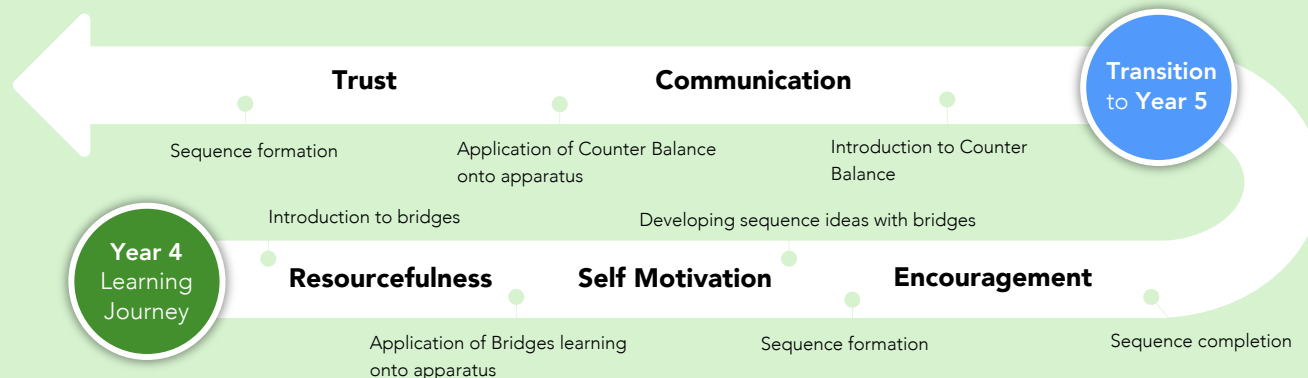 Trust
Communication
Transition
to Year 5
Sequence formation
Application of Counter Balance
onto apparatus
Introduction to Counter
Balance
Introduction to bridges
Developing sequence ideas with bridges
Year 4
Learning
Journey
Resourcefulness
Self Motivation
Encouragement
Application of Bridges learning
onto apparatus
Sequence formation
Sequence completion